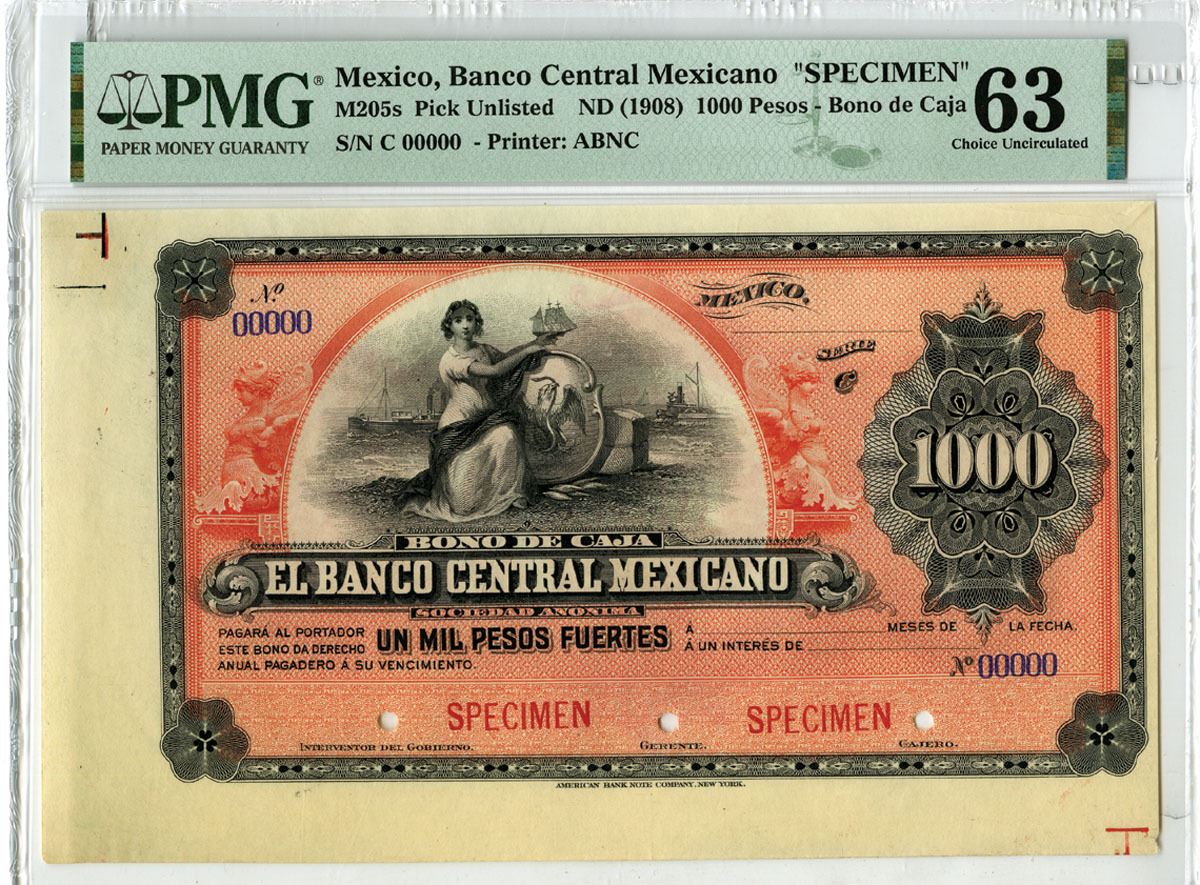 PMG®
PAPER MONEY GUARANTY
Mexico, Banco Central Mexicano "SPECIMEN"
M205s Pick Unlisted ND (1908) 1000 Pesos - Bono de Caja
S/N C 00000 - Printer: ABNC
63
Choice Uncirculated
Nº
00000
MEXICO,
SERIE
C
1000
BONO DE CAJA
EL BANCO CENTRAL MEXICANO
SOCIEDAD ANONIMA
PAGARÁ AL PORTADOR UN MIL PESOS FUERTES Á MESES DE LA FECHA.
ESTE BONO DA DERECHO Á UN INTERÉS DE
ANUAL PAGADERO Á SU VENCIMIENTO.
Nº 00000
SPECIMEN SPECIMEN
INTERVENTOR DEL GOBIERNO. GERENTE. CAJERO.
AMERICAN BANK NOTE COMPANY, NEW YORK.